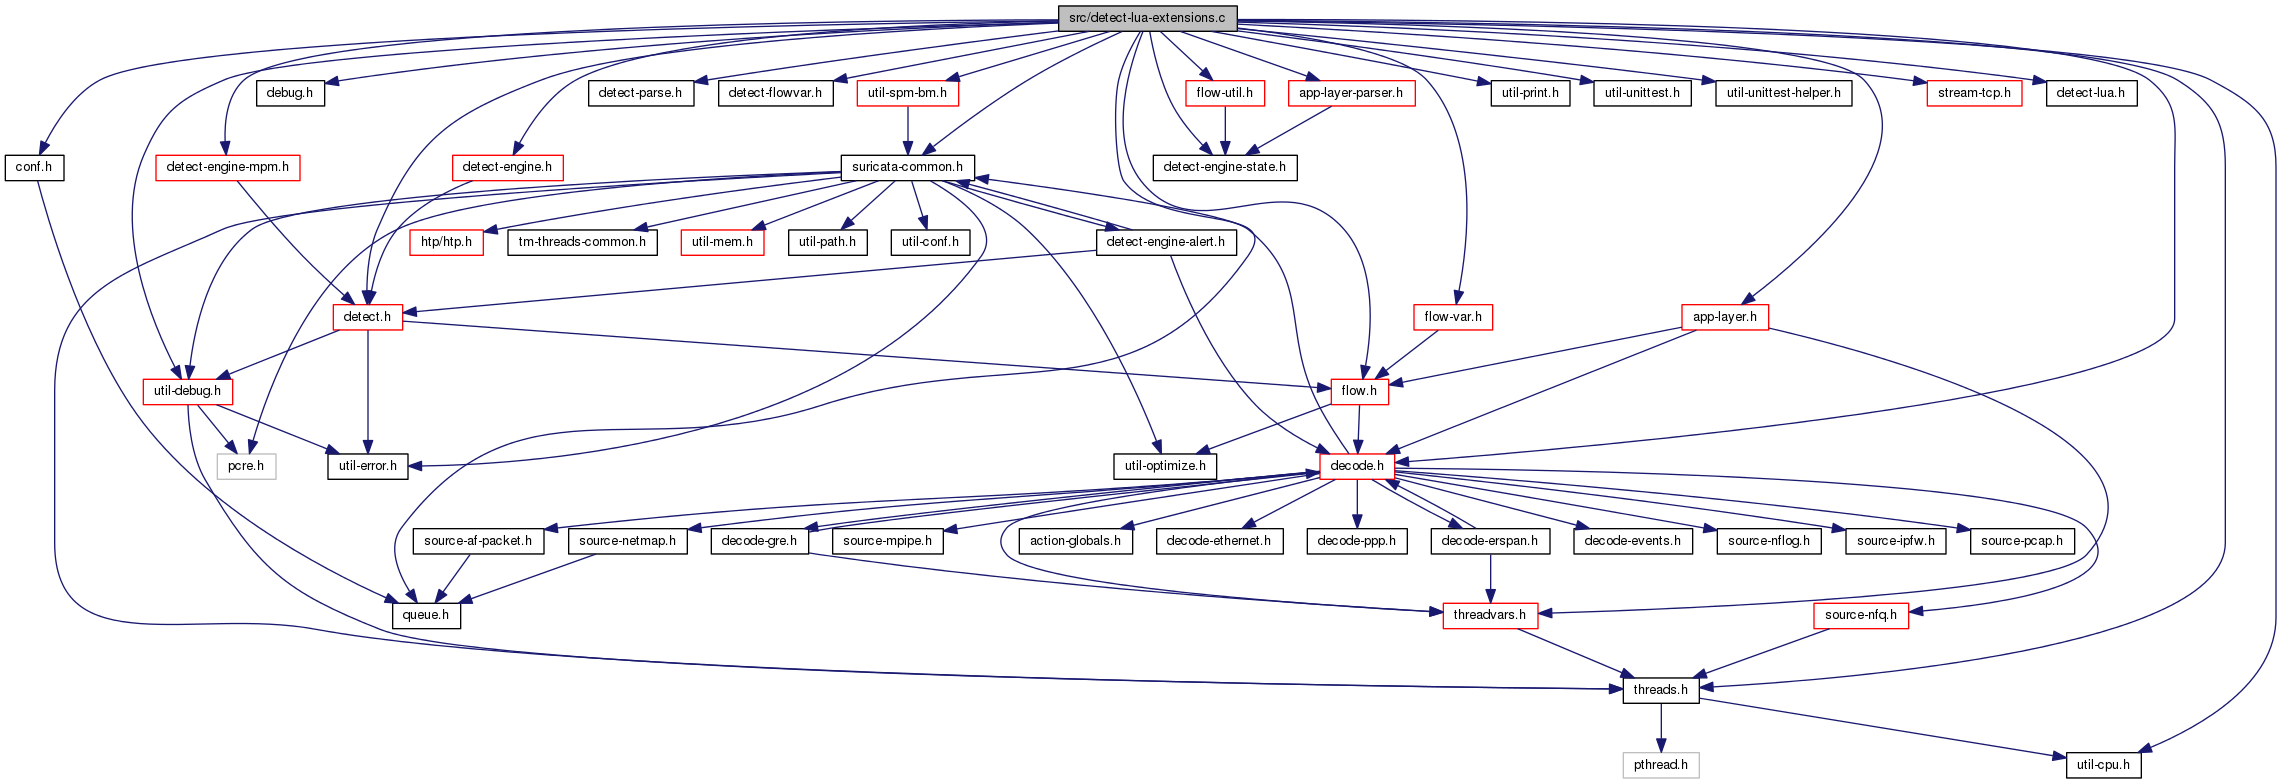 src/detect-lua-extensions.c
debug.h
detect-parse.h
detect-flowvar.h
util-spm-bm.h
flow-util.h
app-layer-parser.h
util-print.h
util-unittest.h
util-unittest-helper.h
stream-tcp.h
detect-lua.h
conf.h
detect-engine-mpm.h
detect-engine.h
suricata-common.h
detect-engine-state.h
htp/htp.h
tm-threads-common.h
util-mem.h
util-path.h
util-conf.h
detect-engine-alert.h
detect.h
flow-var.h
app-layer.h
util-debug.h
flow.h
pcre.h
util-error.h
util-optimize.h
decode.h
source-af-packet.h
source-netmap.h
decode-gre.h
source-mpipe.h
action-globals.h
decode-ethernet.h
decode-ppp.h
decode-erspan.h
decode-events.h
source-nflog.h
source-ipfw.h
source-pcap.h
queue.h
threadvars.h
source-nfq.h
threads.h
pthread.h
util-cpu.h